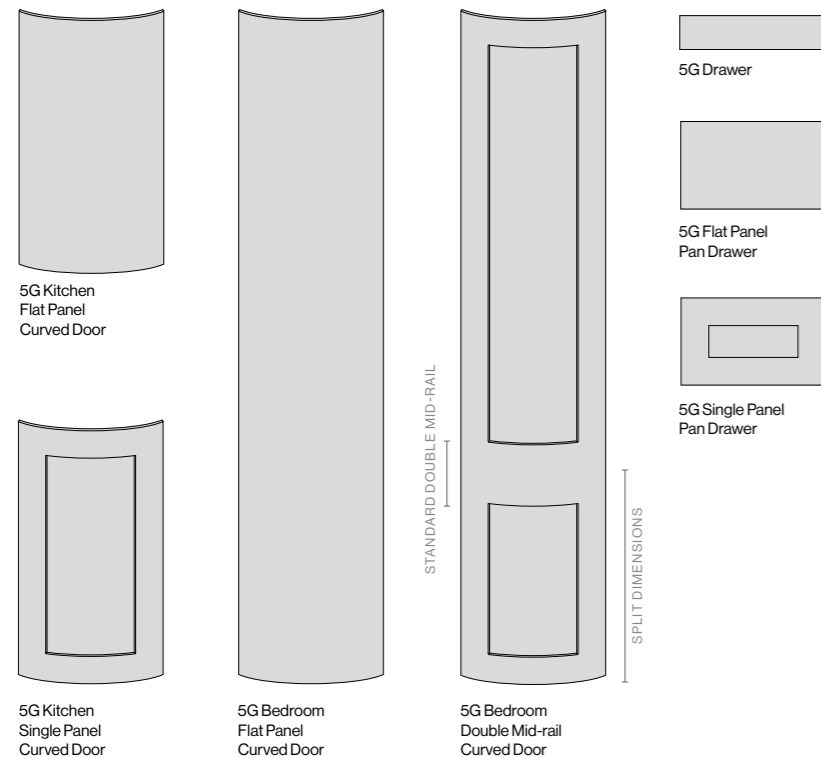 5G Kitchen
Flat Panel
Curved Door
5G Kitchen
Single Panel
Curved Door
5G Bedroom
Flat Panel
Curved Door
STANDARD DOUBLE MID-RAIL
5G Bedroom
Double Mid-rail
Curved Door
SPLIT DIMENSIONS
5G Drawer
5G Flat Panel
Pan Drawer
5G Single Panel
Pan Drawer